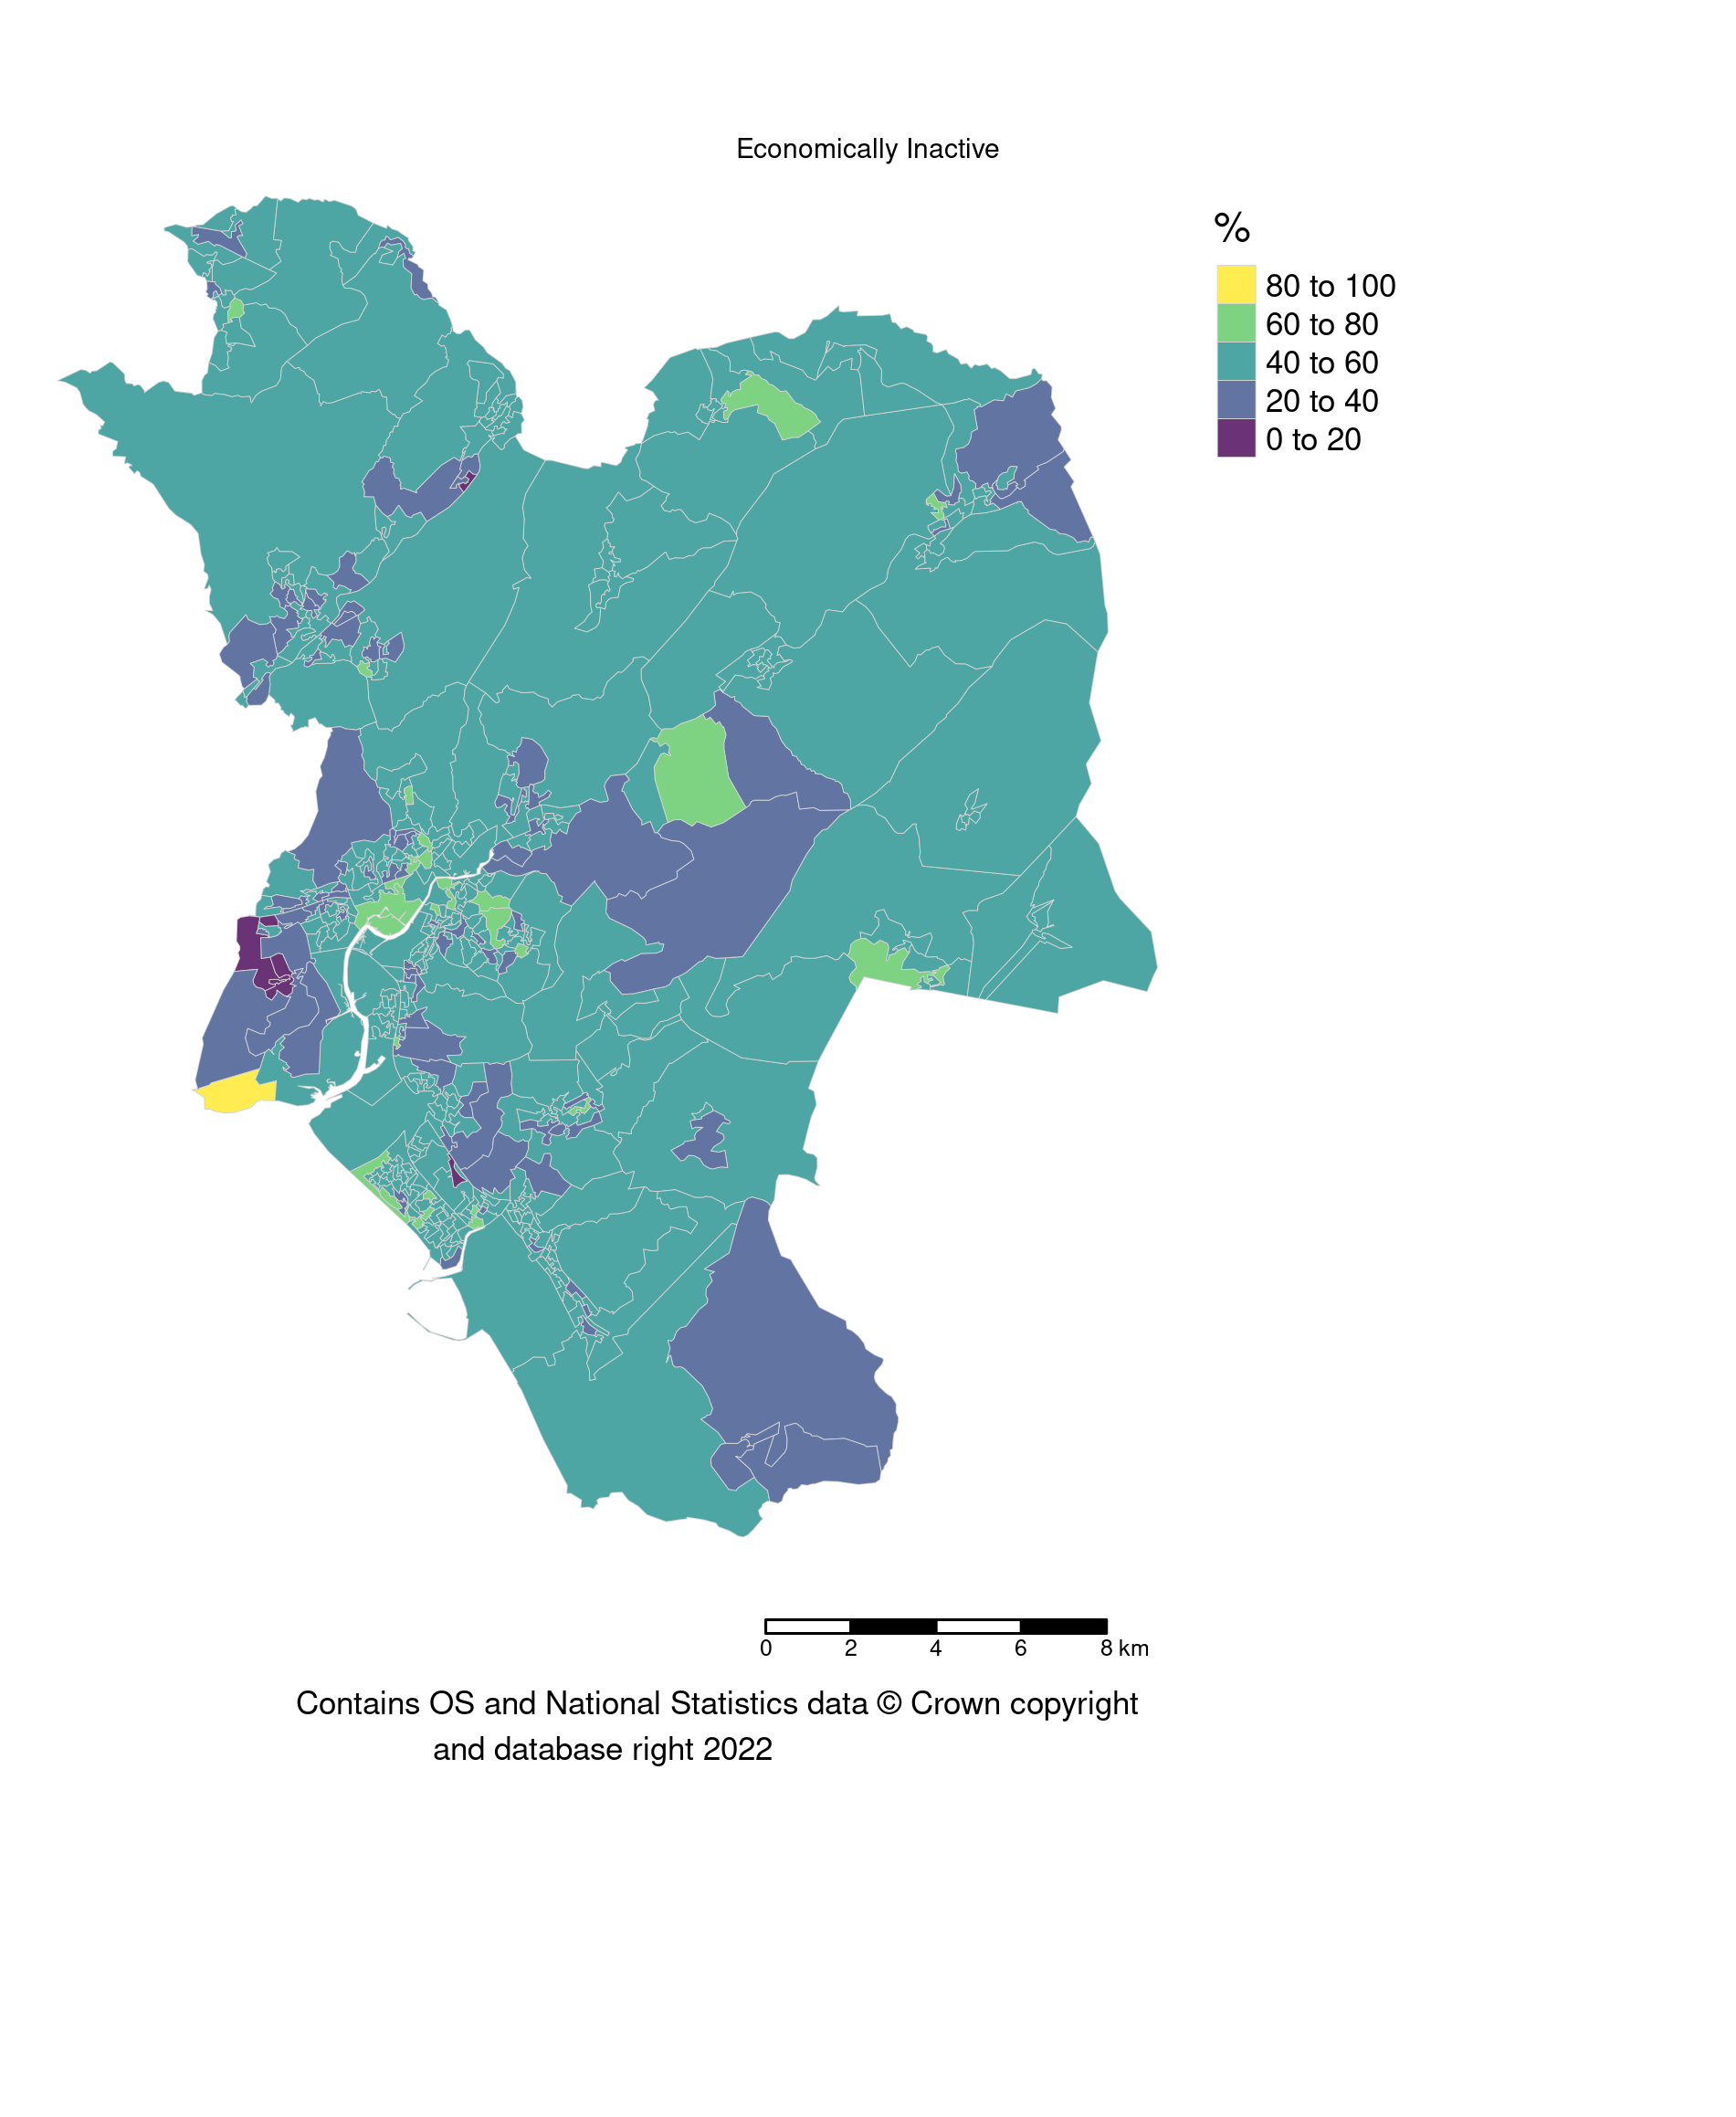 Economically Inactive
%
80 to 100
60 to 80
40 to 60
20 to 40
0 to 20
0 2 4 6 8 km
Contains OS and National Statistics data © Crown copyright
and database right 2022